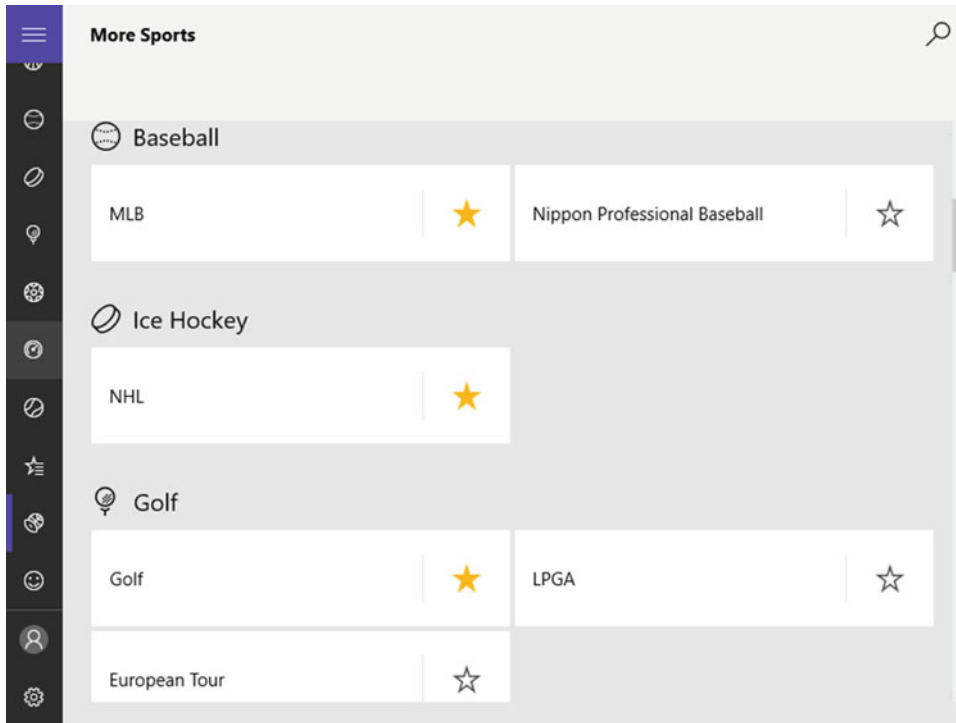 More Sports
Baseball
MLB
Nippon Professional Baseball
Ice Hockey
NHL
Golf
Golf
LPGA
European Tour